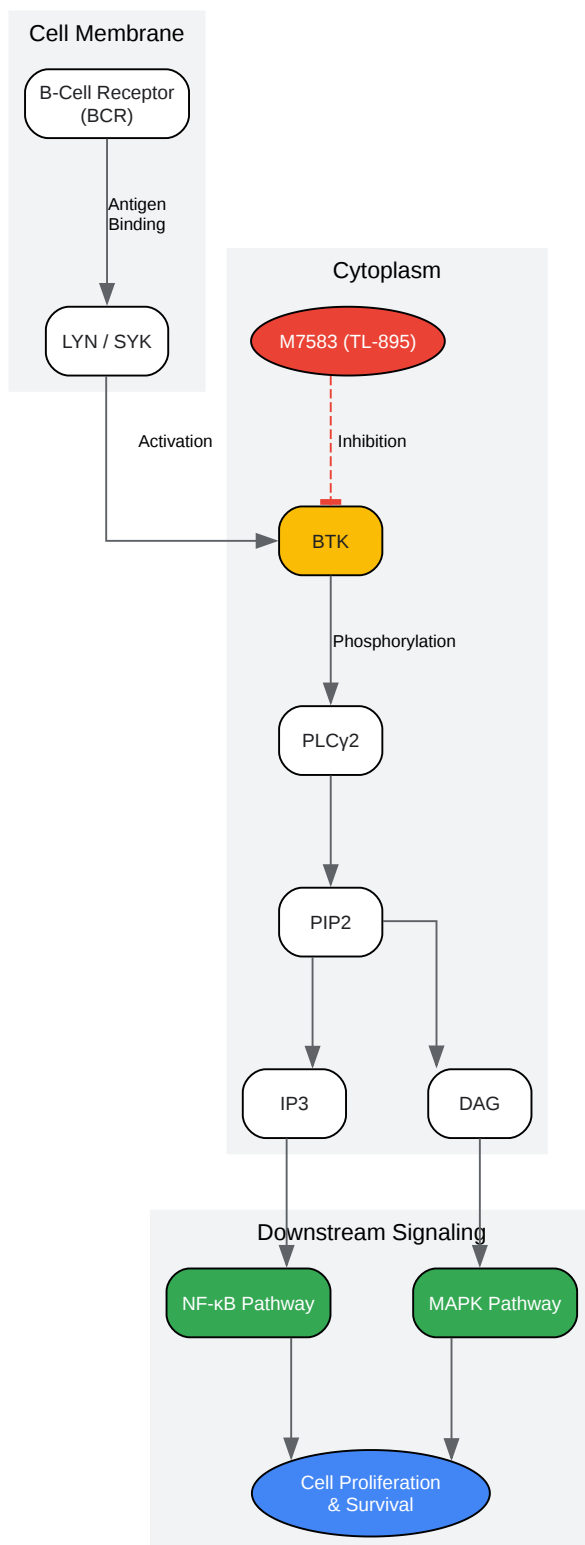 Cell Membrane
B-Cell Receptor
(BCR)
Antigen
Binding
LYN / SYK
Activation
Cytoplasm
M7583 (TL-895)
Inhibition
BTK
Phosphorylation
PLCγ2
PIP2
IP3
DAG
Downstream Signaling
NF-κB Pathway
MAPK Pathway
Cell Proliferation
& Survival